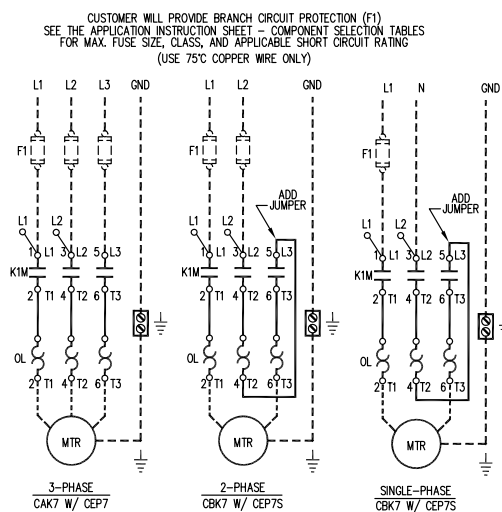 CUSTOMER WILL PROVIDE BRANCH CIRCUIT PROTECTION (F1)
SEE THE APPLICATION INSTRUCTION SHEET - COMPONENT SELECTION TABLES
FOR MAX. FUSE SIZE, CLASS, AND APPLICABLE SHORT CIRCUIT RATING
(USE 75°C COPPER WIRE ONLY)
L1 L2 L3 GND
F1
L1 L2
1 L1 3 L2 5 L3
K1M
2 T1 4 T2 6 T3
OL
2 T1 4 T2 6 T3
MTR
3-PHASE
CAK7 W/ CEP7
L1 L2 GND
F1
ADD
JUMPER
L1 L2
1 L1 3 L2 5 L3
K1M
2 T1 4 T2 6 T3
OL
2 T1 4 T2 6 T3
MTR
2-PHASE
CBK7 W/ CEP7S
L1 N GND
F1
ADD
JUMPER
L1 L2
1 L1 3 L2 5 L3
K1M
2 T1 4 T2 6 T3
OL
2 T1 4 T2 6 T3
MTR
SINGLE-PHASE
CBK7 W/ CEP7S